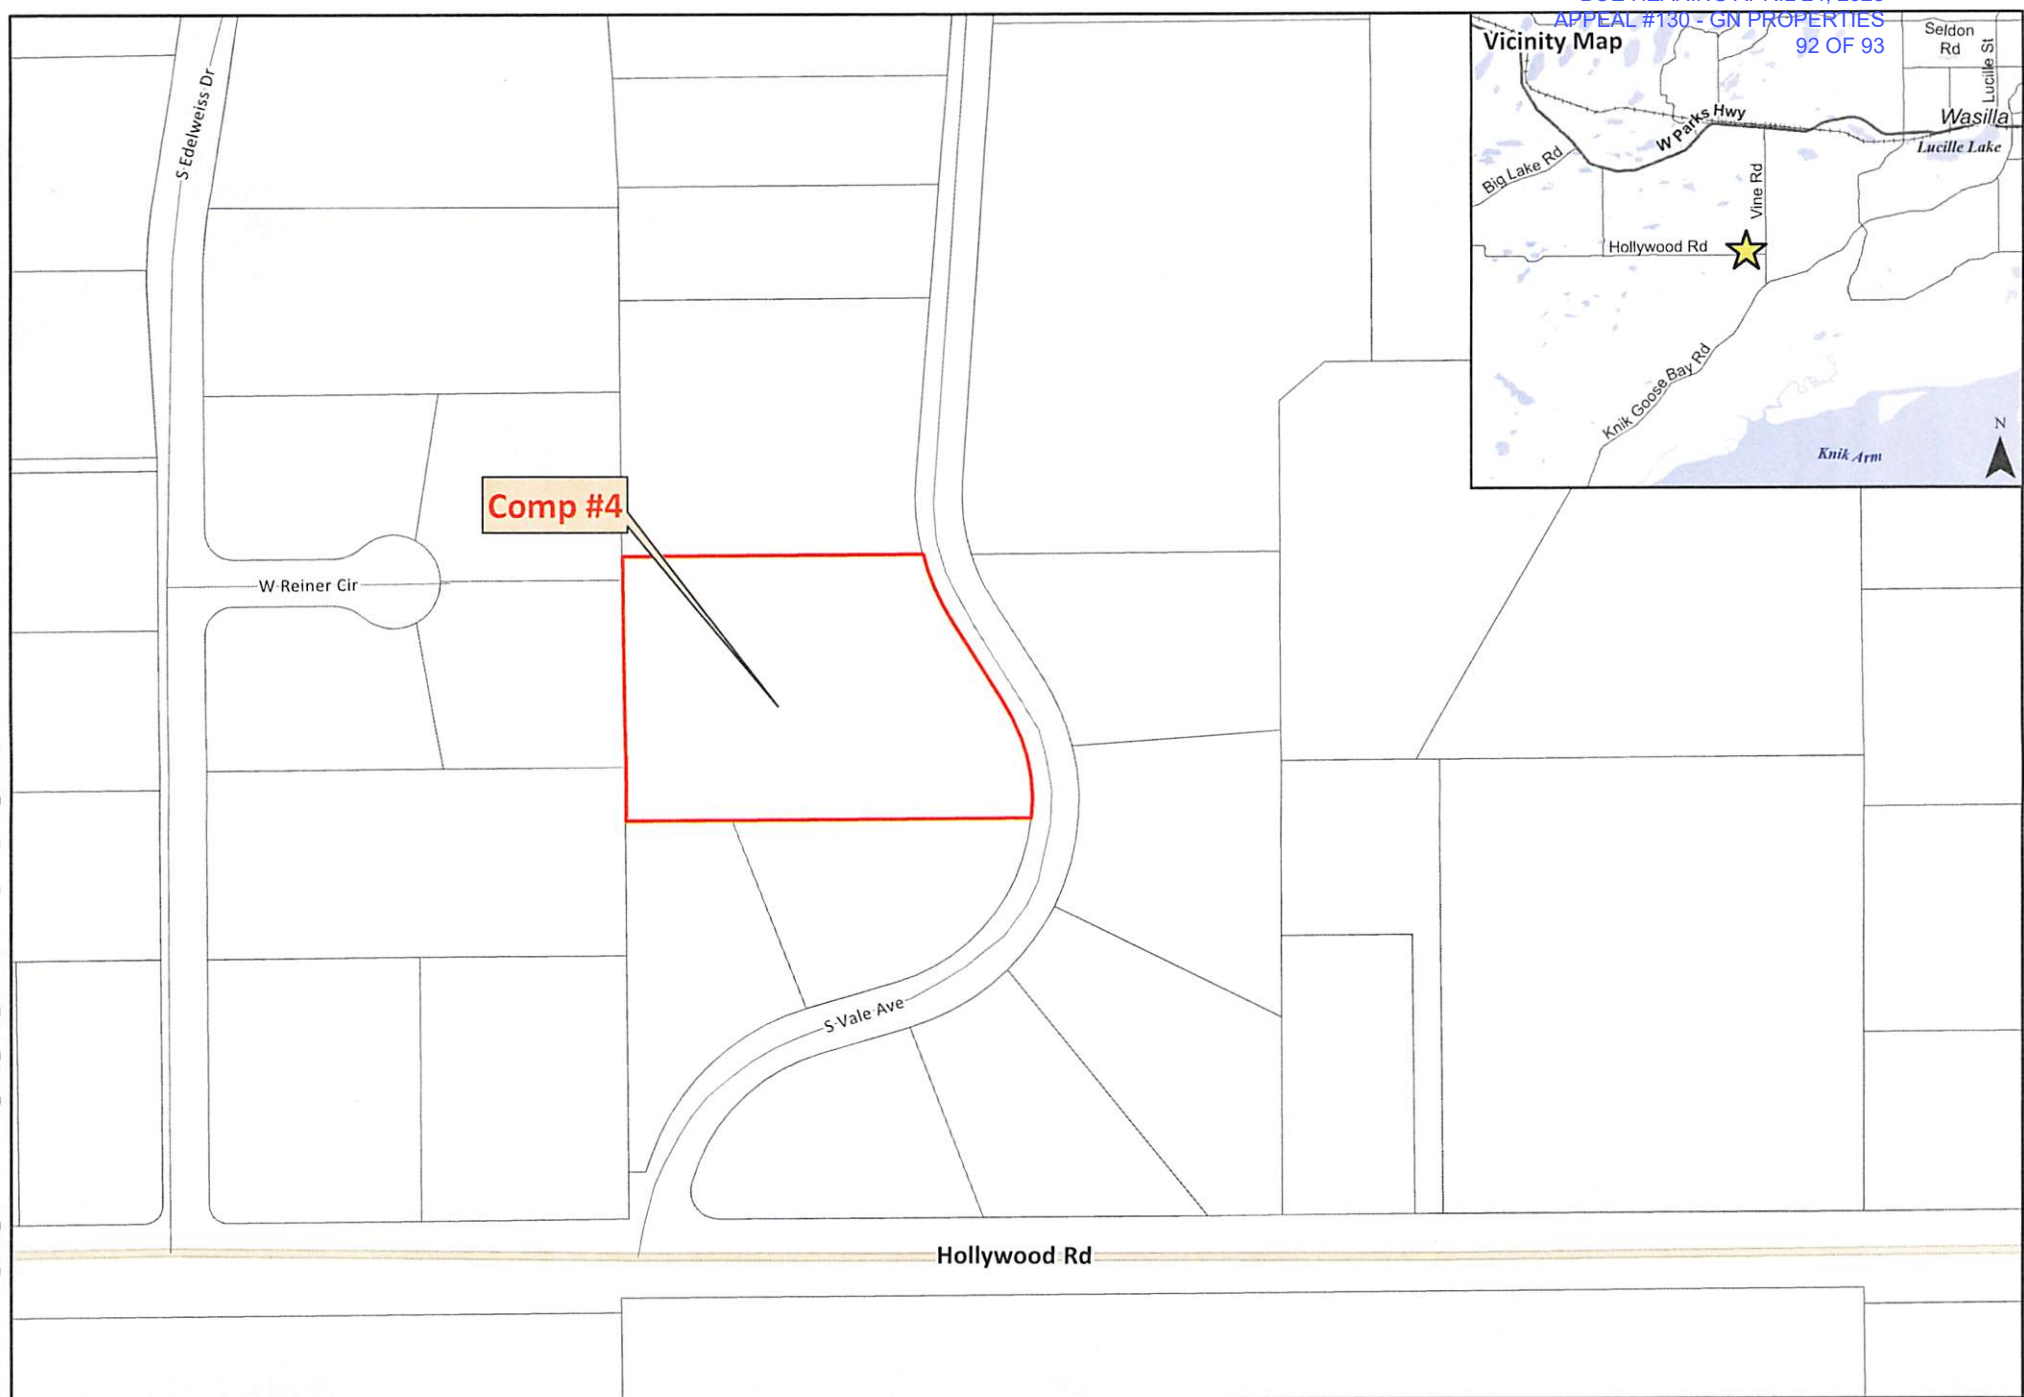 APPEAL #130 - GN PROPERTIES
92 OF 93
Vicinity Map
Seldon
Rd
Lucille St
W Parks Hwy
Wasilla
Lucille Lake
Big Lake Rd
Vine Rd
Hollywood Rd
Knik Goose Bay Rd
Knik Arm
N
S Edelweiss Dr
Comp #4
W Reiner Cir
S Vale Ave
Hollywood Rd